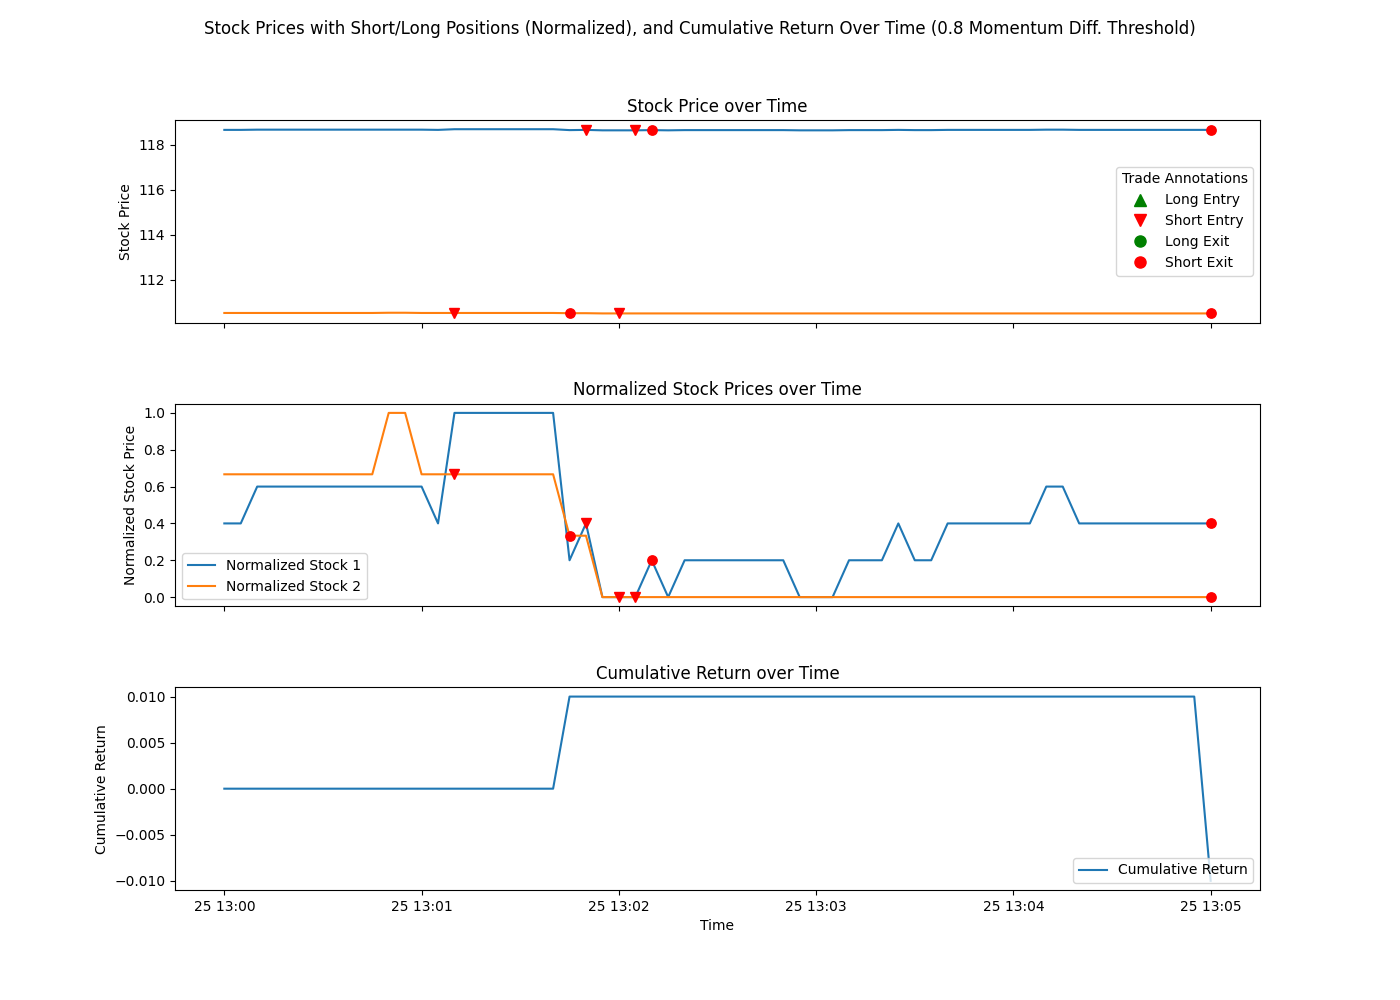 Stock Prices with Short/Long Positions (Normalized), and Cumulative Return Over Time (0.8 Momentum Diff. Threshold)
Stock Price over Time
Stock Price
118
116
114
112
Trade Annotations
Long Entry
Short Entry
Long Exit
Short Exit
Normalized Stock Prices over Time
Normalized Stock Price
1.0
0.8
0.6
0.4
0.2
0.0
Normalized Stock 1
Normalized Stock 2
Cumulative Return over Time
Cumulative Return
0.010
0.005
0.000
−0.005
−0.010
Cumulative Return
25 13:00 25 13:01 25 13:02 25 13:03 25 13:04 25 13:05
Time